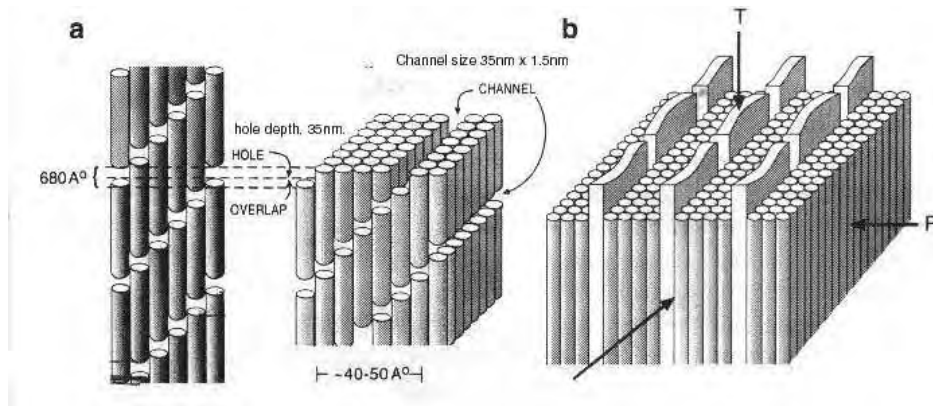 a
b
T
Channel size 35nm x 1.5nm
CHANNEL
hole depth, 35nm.
HOLE
680 A°
OVERLAP
~40-50 A°